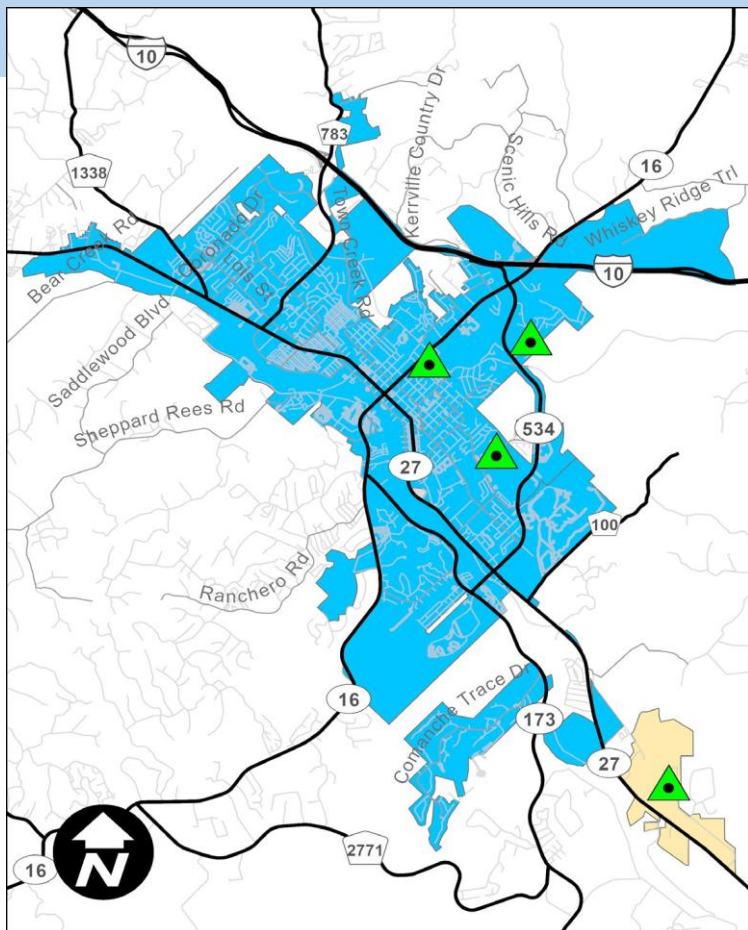 10
783
1338
Kerrville Country Dr
Scenic Hills Rd
16
Whiskey Ridge Trl
Town Creek Rd
Coronado Dr
Lois St
Bear Creek Rd
10
Saddlewood Blvd
Sheppard Rees Rd
534
27
100
Ranchero Rd
16
Comanche Trace Dr
173
27
2771
16
N